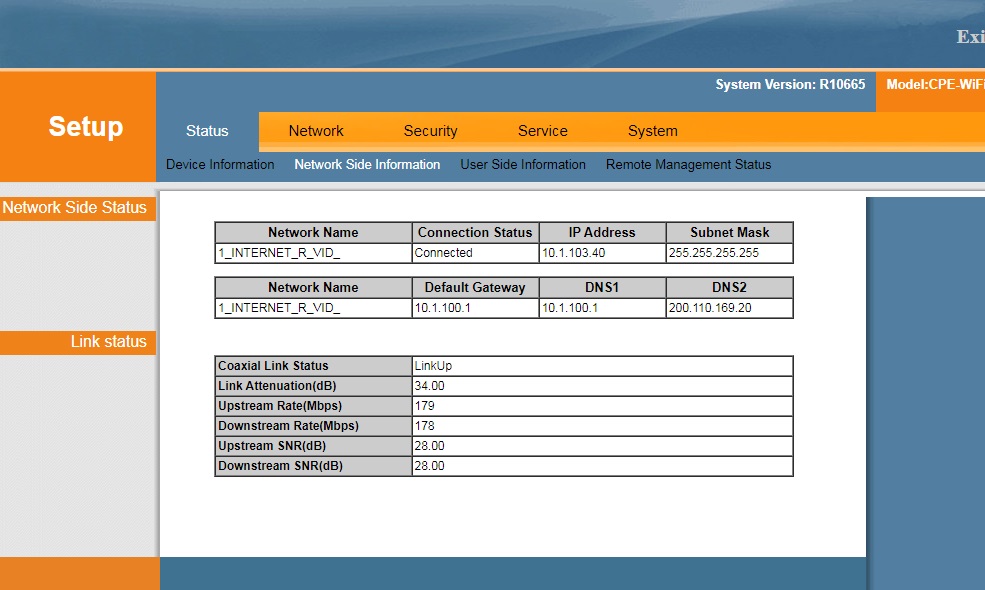 Exi
System Version: R10665 Model:CPE-WiFi
Setup
Status Network Security Service System
Device Information Network Side Information User Side Information Remote Management Status
Network Side Status
Network Name Connection Status IP Address Subnet Mask
1_INTERNET_R_VID_ Connected 10.1.103.40 255.255.255.255
Network Name Default Gateway DNS1 DNS2
1_INTERNET_R_VID_ 10.1.100.1 10.1.100.1 200.110.169.20
Link status
Coaxial Link Status LinkUp
Link Attenuation(dB) 34.00
Upstream Rate(Mbps) 179
Downstream Rate(Mbps) 178
Upstream SNR(dB) 28.00
Downstream SNR(dB) 28.00